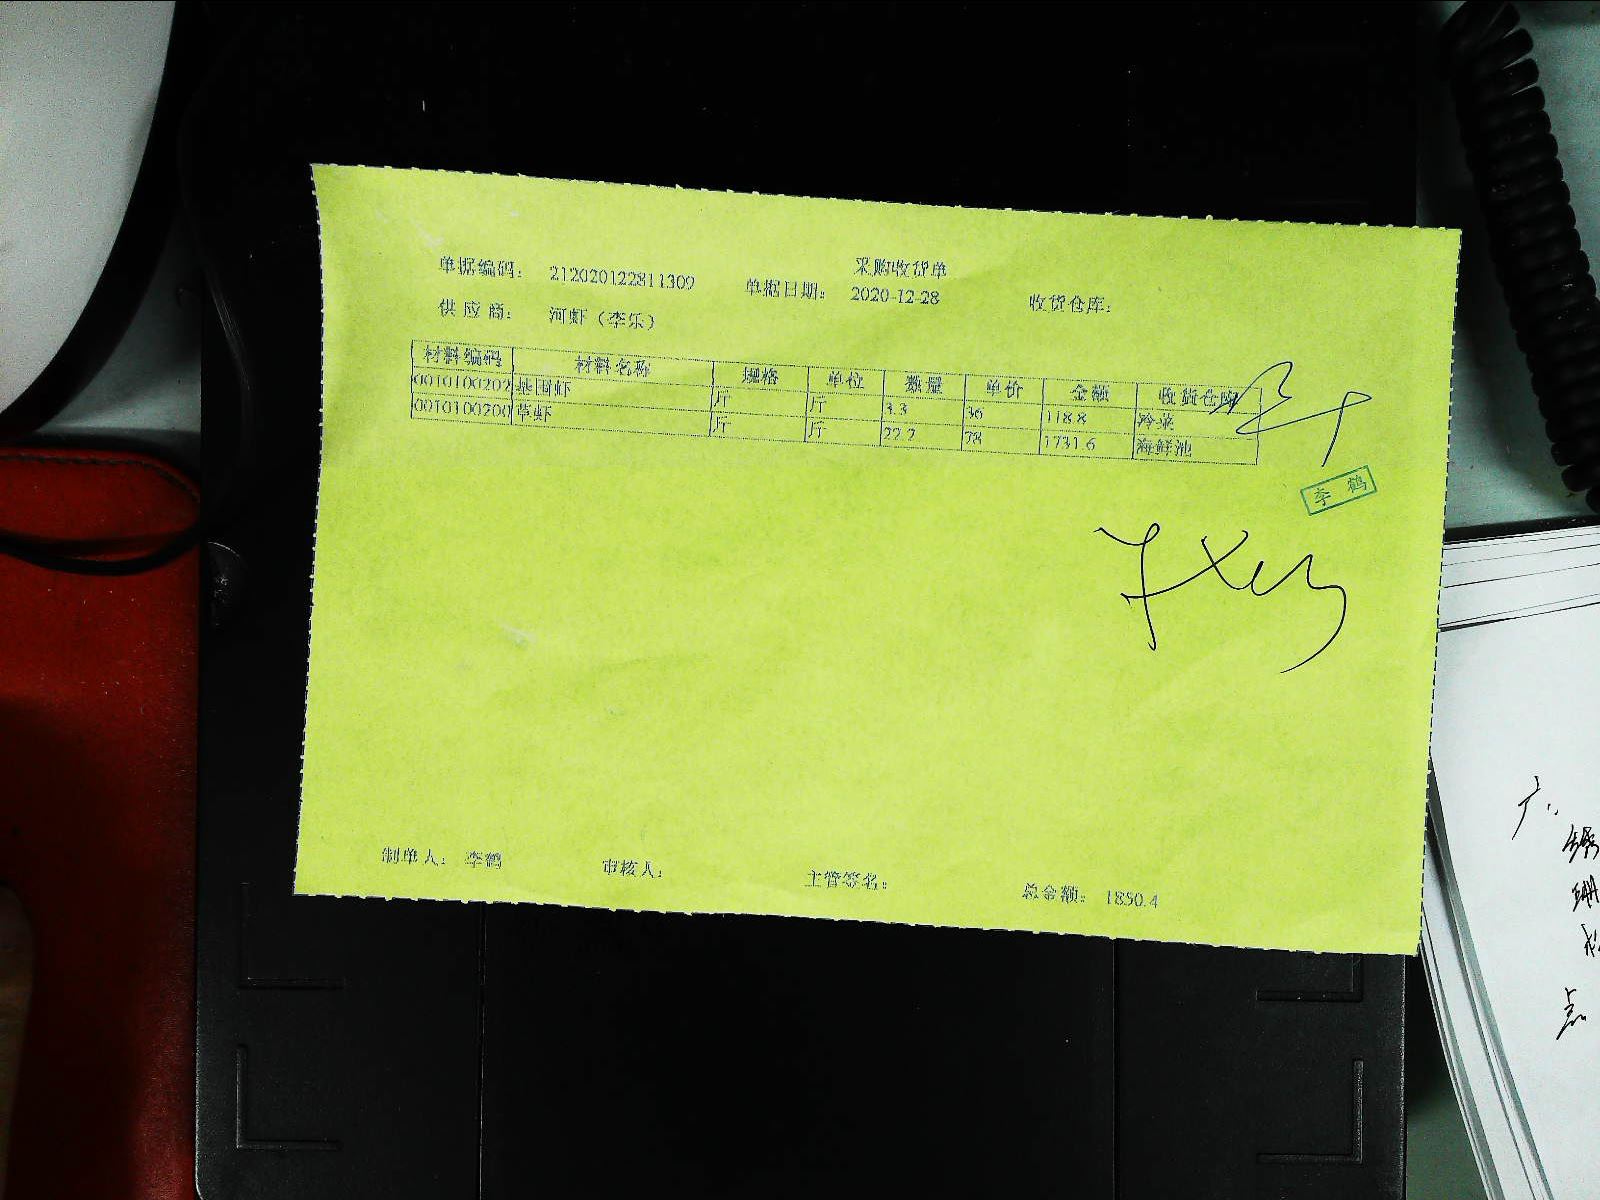 采购收货单
单据编码： 212020122811309 单据日期： 2020-12-28 收货仓库：
供 应 商： 河虾（李乐）
材料编码 材料名称 规格 单位 数量 单价 金额 收货仓库
0010100202 基围虾 斤 斤 3.3 36 118.8 冷菜
0010100200 草虾 斤 斤 22.2 78 1731.6 海鲜池
李 鹤
制单人： 李鹤 审核人： 主管签名： 总金额： 1850.4